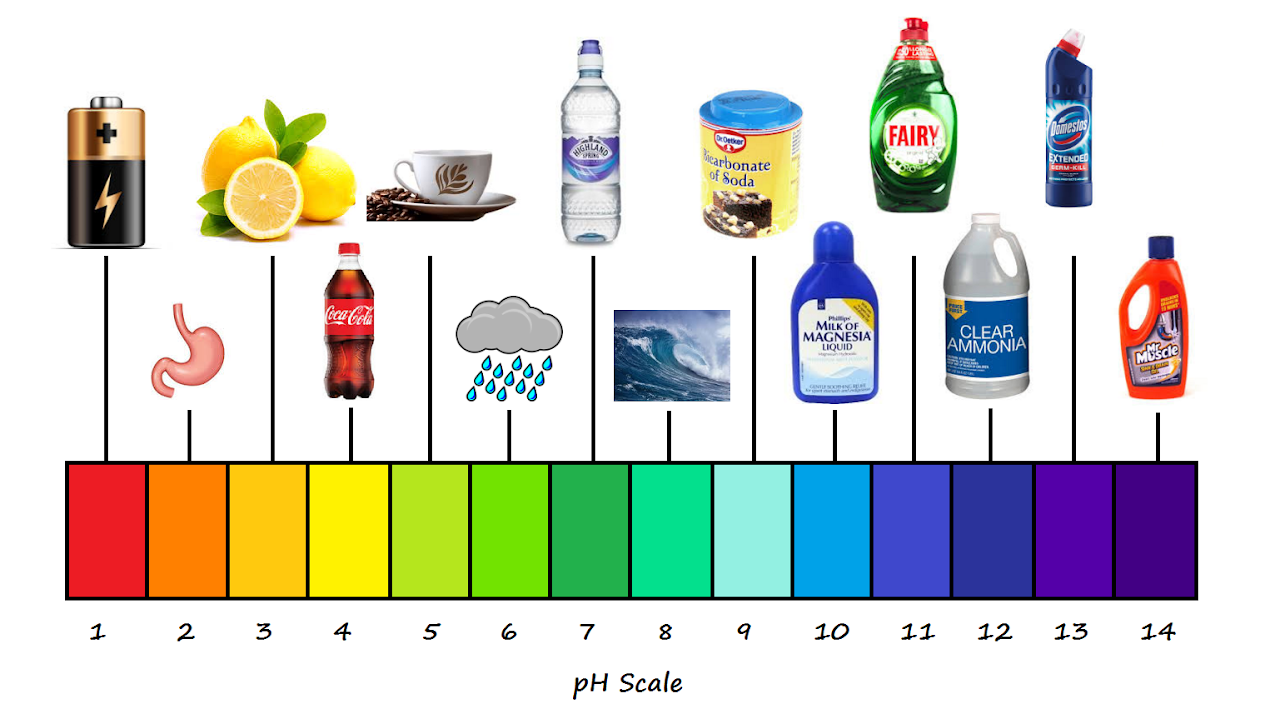 HIGHLAND
SPRING
Dr. Oetker
Bicarbonate
of Soda
FAIRY
Domestos
EXTENDED
GERM-KILL
Coca-Cola
Phillips'
MILK OF
MAGNESIA
LIQUID
CLEAR
AMMONIA
Mr
Muscle
1 2 3 4 5 6 7 8 9 10 11 12 13 14
pH Scale